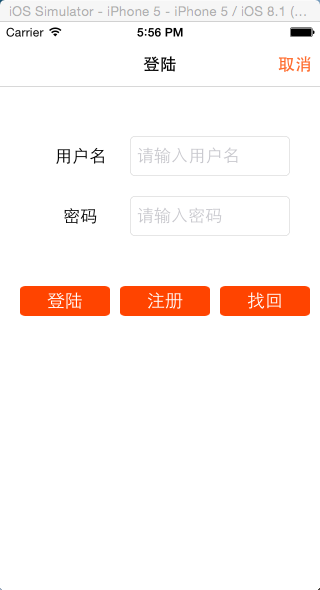 iOS Simulator - iPhone 5 - iPhone 5 / iOS 8.1 (...
Carrier 5:56 PM
登陆 取消
用户名 请输入用户名
密码 请输入密码
登陆 注册 找回